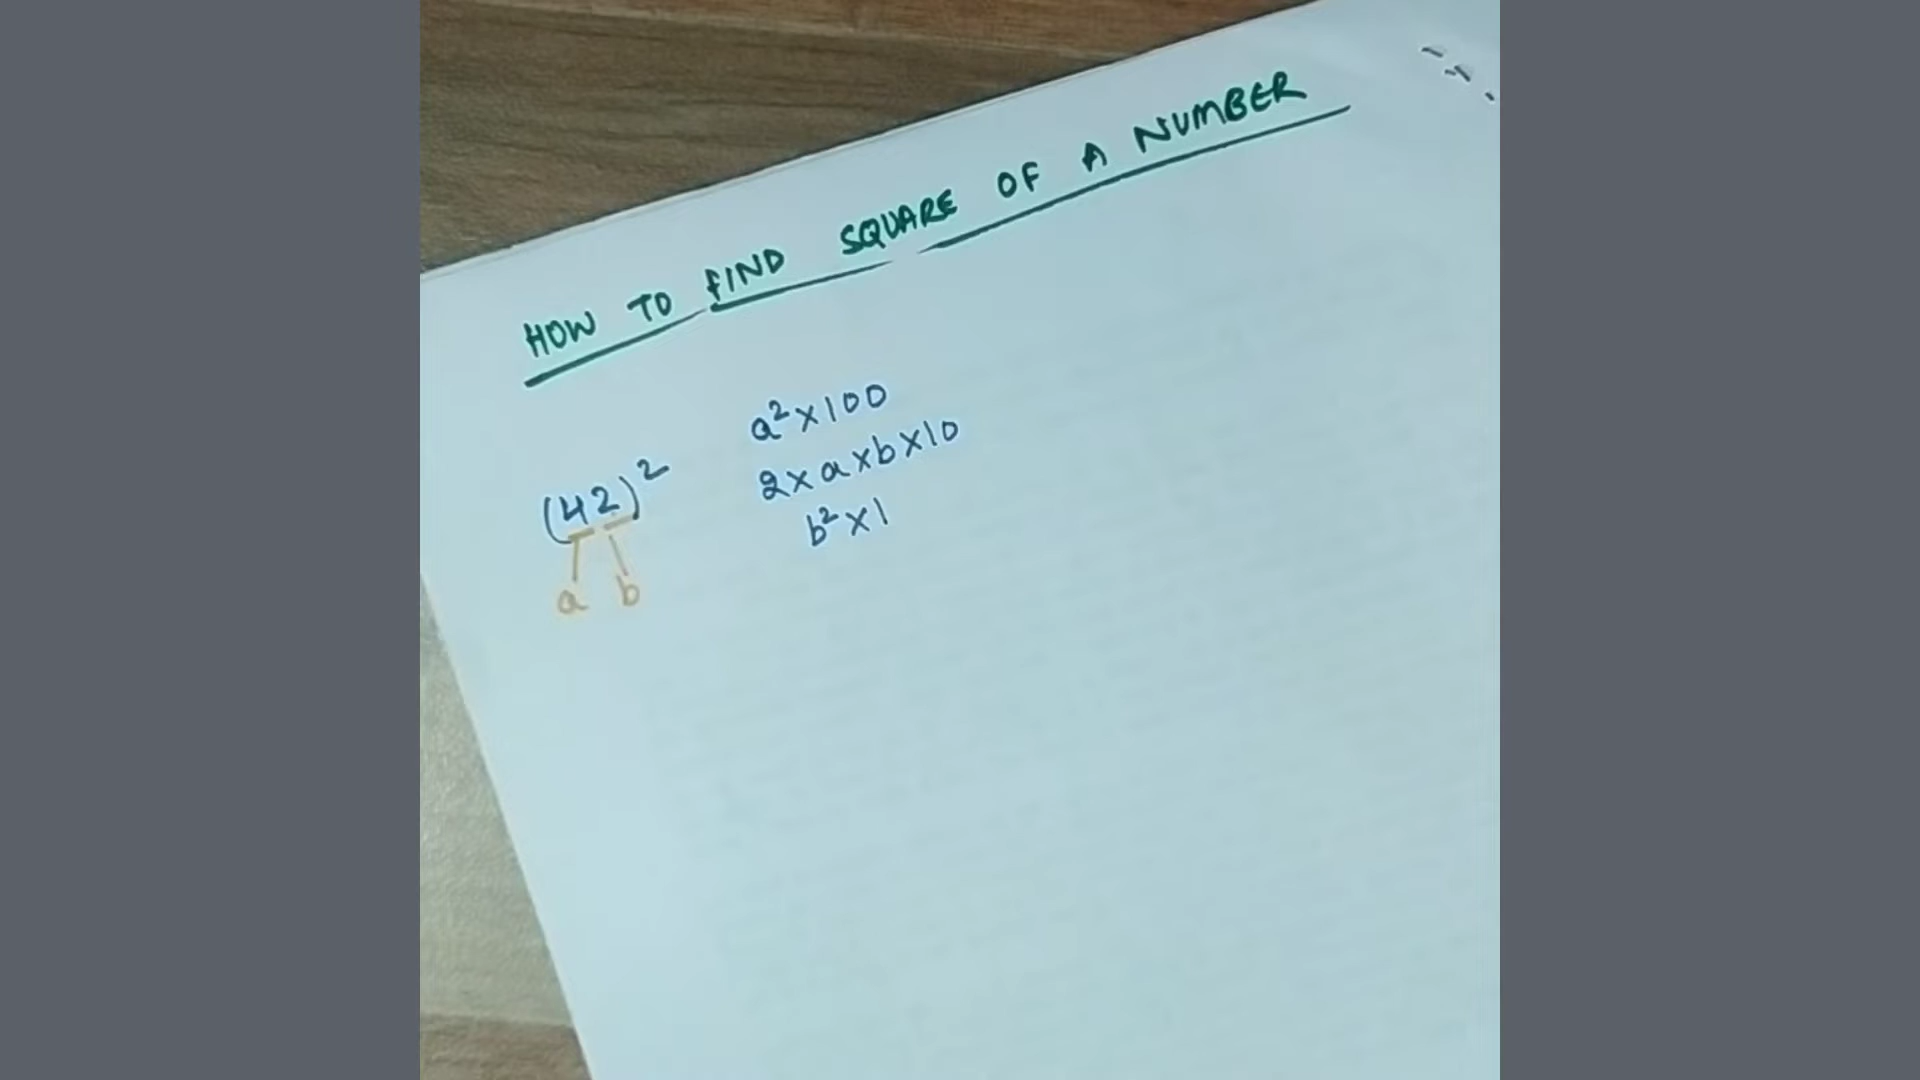 HOW TO FIND SQUARE OF A NUMBER
(42)²
a b
a²×100
2×a×b×10
b²×1